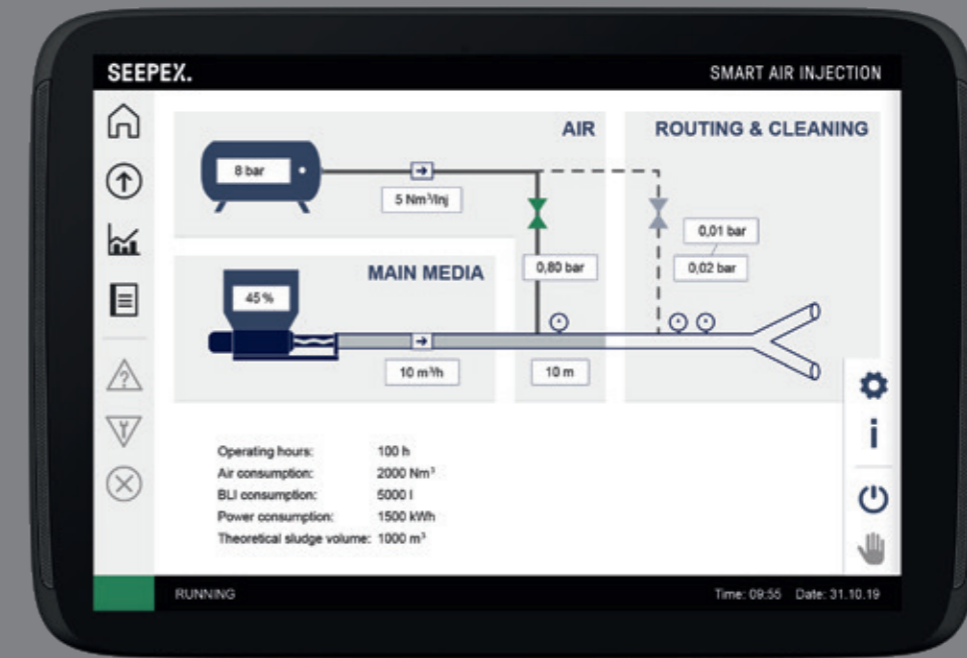 SEEPEX.
SMART AIR INJECTION
AIR
ROUTING & CLEANING
8 bar
5 Nm³/Inj
0,01 bar
MAIN MEDIA
0,80 bar
0,02 bar
45 %
10 m³/h
10 m
Operating hours: 100 h
Air consumption: 2000 Nm³
BLI consumption: 5000 l
Power consumption: 1500 kWh
Theoretical sludge volume: 1000 m³
RUNNING
Time: 09:55 Date: 31.10.19